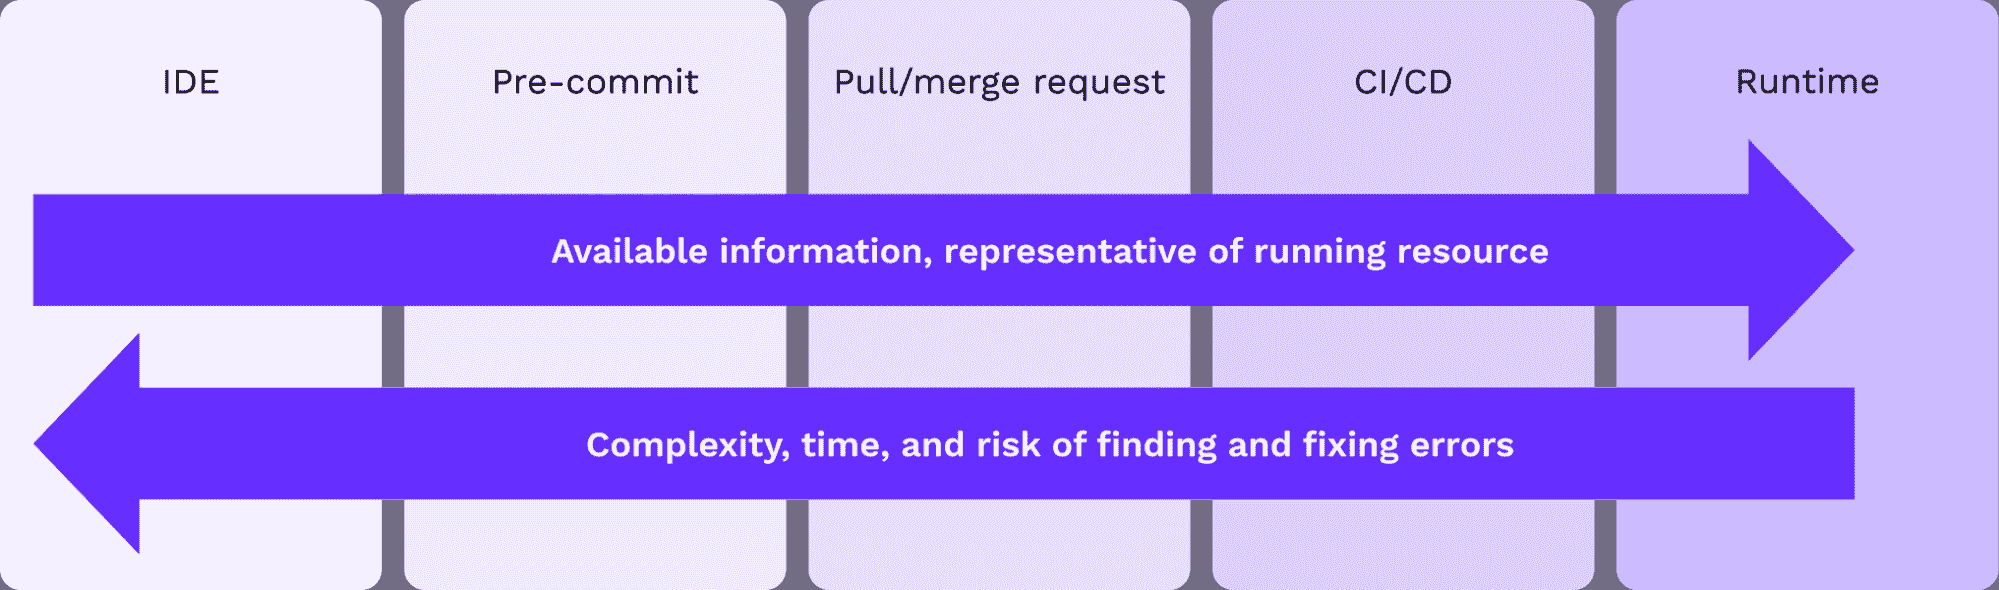 IDE
Pre-commit
Pull/merge request
CI/CD
Runtime
Available information, representative of running resource
Complexity, time, and risk of finding and fixing errors